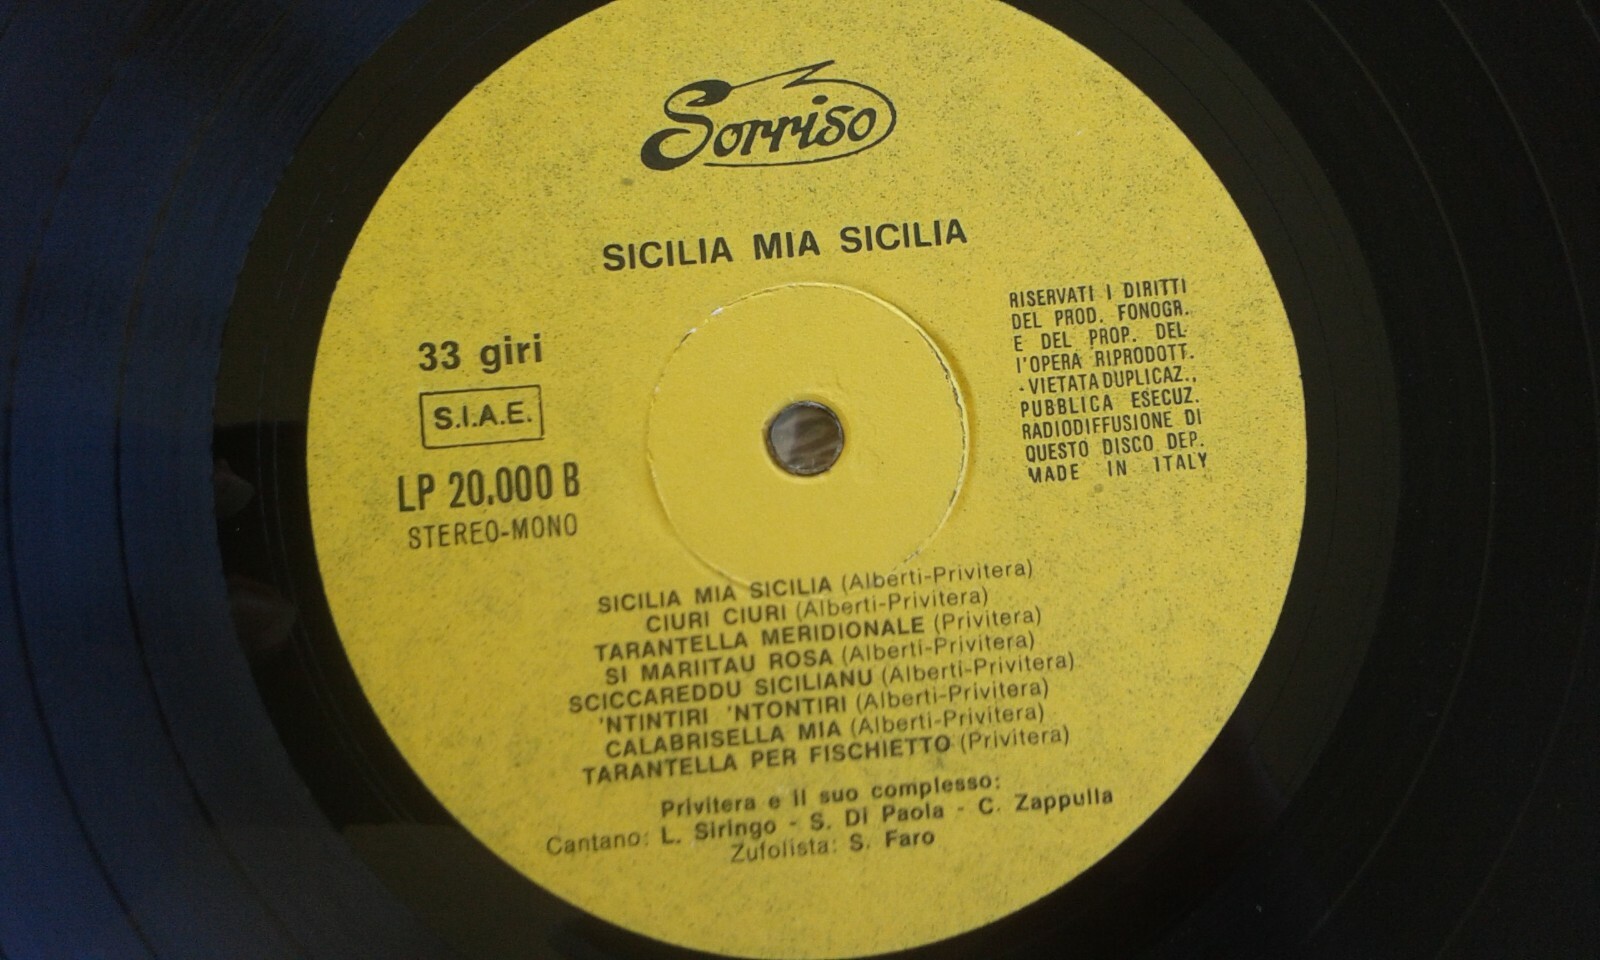 Sorriso
SICILIA MIA SICILIA
33 giri
S.I.A.E.
LP 20.000 B
STEREO-MONO
RISERVATI I DIRITTI
DEL PROD. FONOGR.
E DEL PROP. DEL-
l'OPERA RIPRODOTT.
-VIETATA DUPLICAZ.,
PUBBLICA ESECUZ.
RADIODIFFUSIONE DI
QUESTO DISCO DEP.
MADE IN ITALY
SICILIA MIA SICILIA (Alberti-Privitera)
CIURI CIURI (Alberti-Privitera)
TARANTELLA MERIDIONALE (Privitera)
SI MARIITAU ROSA (Alberti-Privitera)
SCICCAREDDU SICILIANU (Alberti-Privitera)
'NTINTIRI 'NTONTIRI (Alberti-Privitera)
CALABRISELLA MIA (Alberti-Privitera)
TARANTELLA PER FISCHIETTO (Privitera)
Privitera e il suo complesso:
Cantano: L. Siringo - S. Di Paola - C. Zappulla
Zufolista: S. Faro